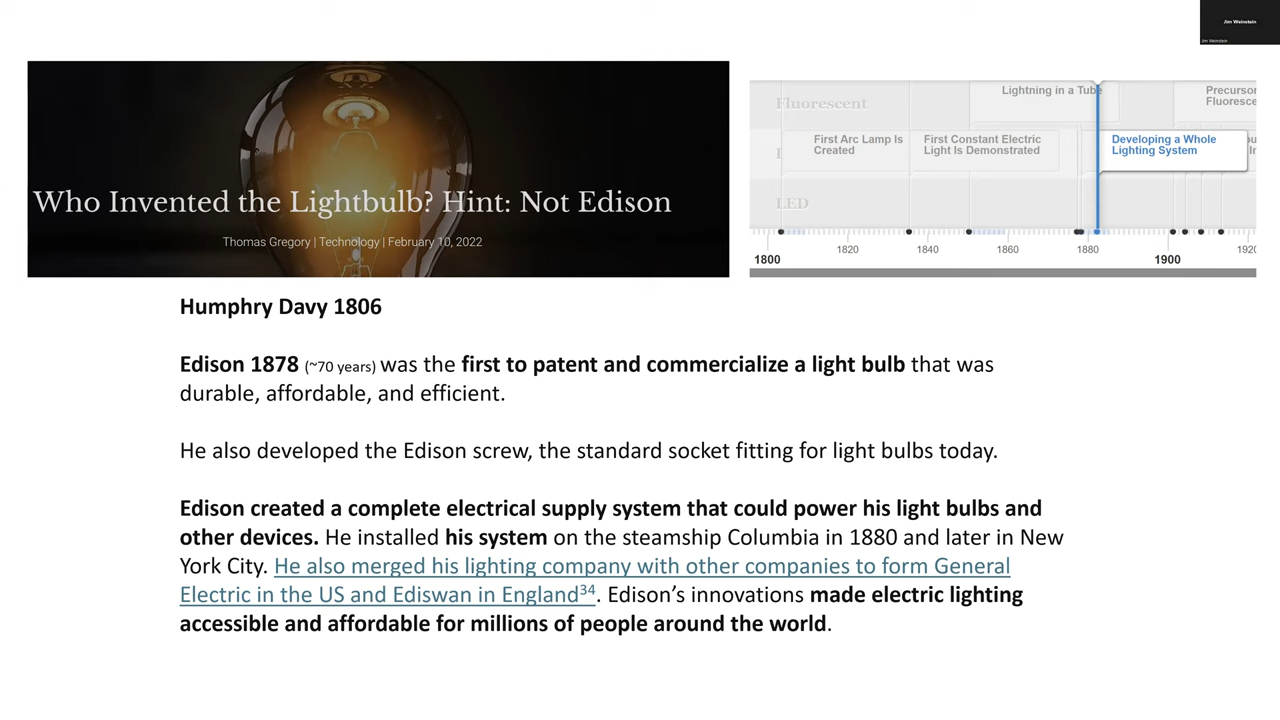 Jim Weinstein
Jim Weinstein
Who Invented the Lightbulb? Hint: Not Edison
Thomas Gregory | Technology | February 10, 2022
Fluorescent
Lightning in a Tube
Precursor
Fluoresce
First Arc Lamp Is
Created
First Constant Electric
Light Is Demonstrated
Developing a Whole
Lighting System
LED
1800
1820
1840
1860
1880
1900
192
Humphry Davy 1806
Edison 1878 (~70 years) was the first to patent and commercialize a light bulb that was
durable, affordable, and efficient.
He also developed the Edison screw, the standard socket fitting for light bulbs today.
Edison created a complete electrical supply system that could power his light bulbs and
other devices. He installed his system on the steamship Columbia in 1880 and later in New
York City. He also merged his lighting company with other companies to form General
Electric in the US and Ediswan in England34. Edison’s innovations made electric lighting
accessible and affordable for millions of people around the world.